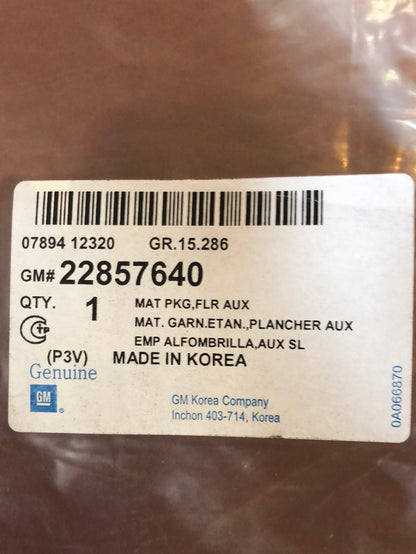 07894 12320 GR.15.286
GM# 22857640
QTY. 1 MAT PKG,FLR AUX
MAT. GARN.ETAN.,PLANCHER AUX
EMP ALFOMBRILLA,AUX SL
(P3V) MADE IN KOREA
Genuine
GM ®
GM Korea Company
Inchon 403-714, Korea
0A066870